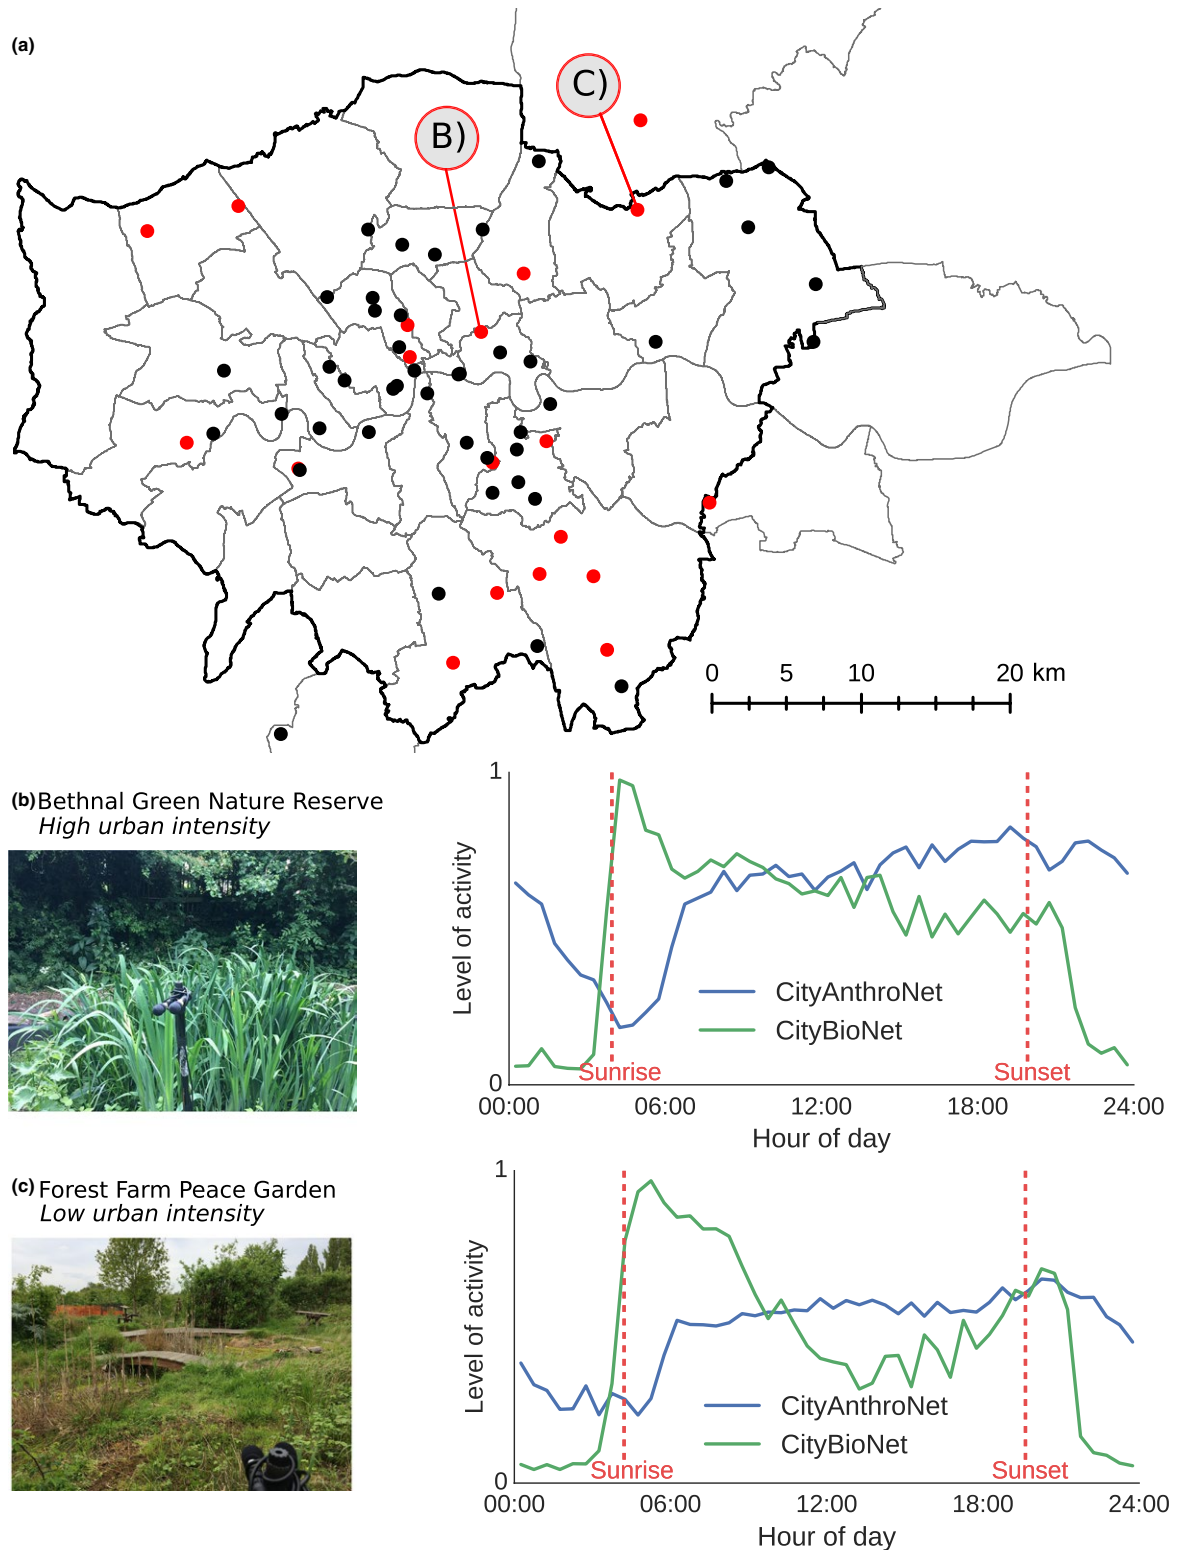 (a)
C)
B)
0 5 10 20 km
(b) Bethnal Green Nature Reserve
High urban intensity
1
Level of activity
CityAnthroNet
CityBioNet
Sunrise
Sunset
0
00:00 06:00 12:00 18:00 24:00
Hour of day
(c) Forest Farm Peace Garden
Low urban intensity
1
Level of activity
CityAnthroNet
CityBioNet
Sunrise
Sunset
0
00:00 06:00 12:00 18:00 24:00
Hour of day